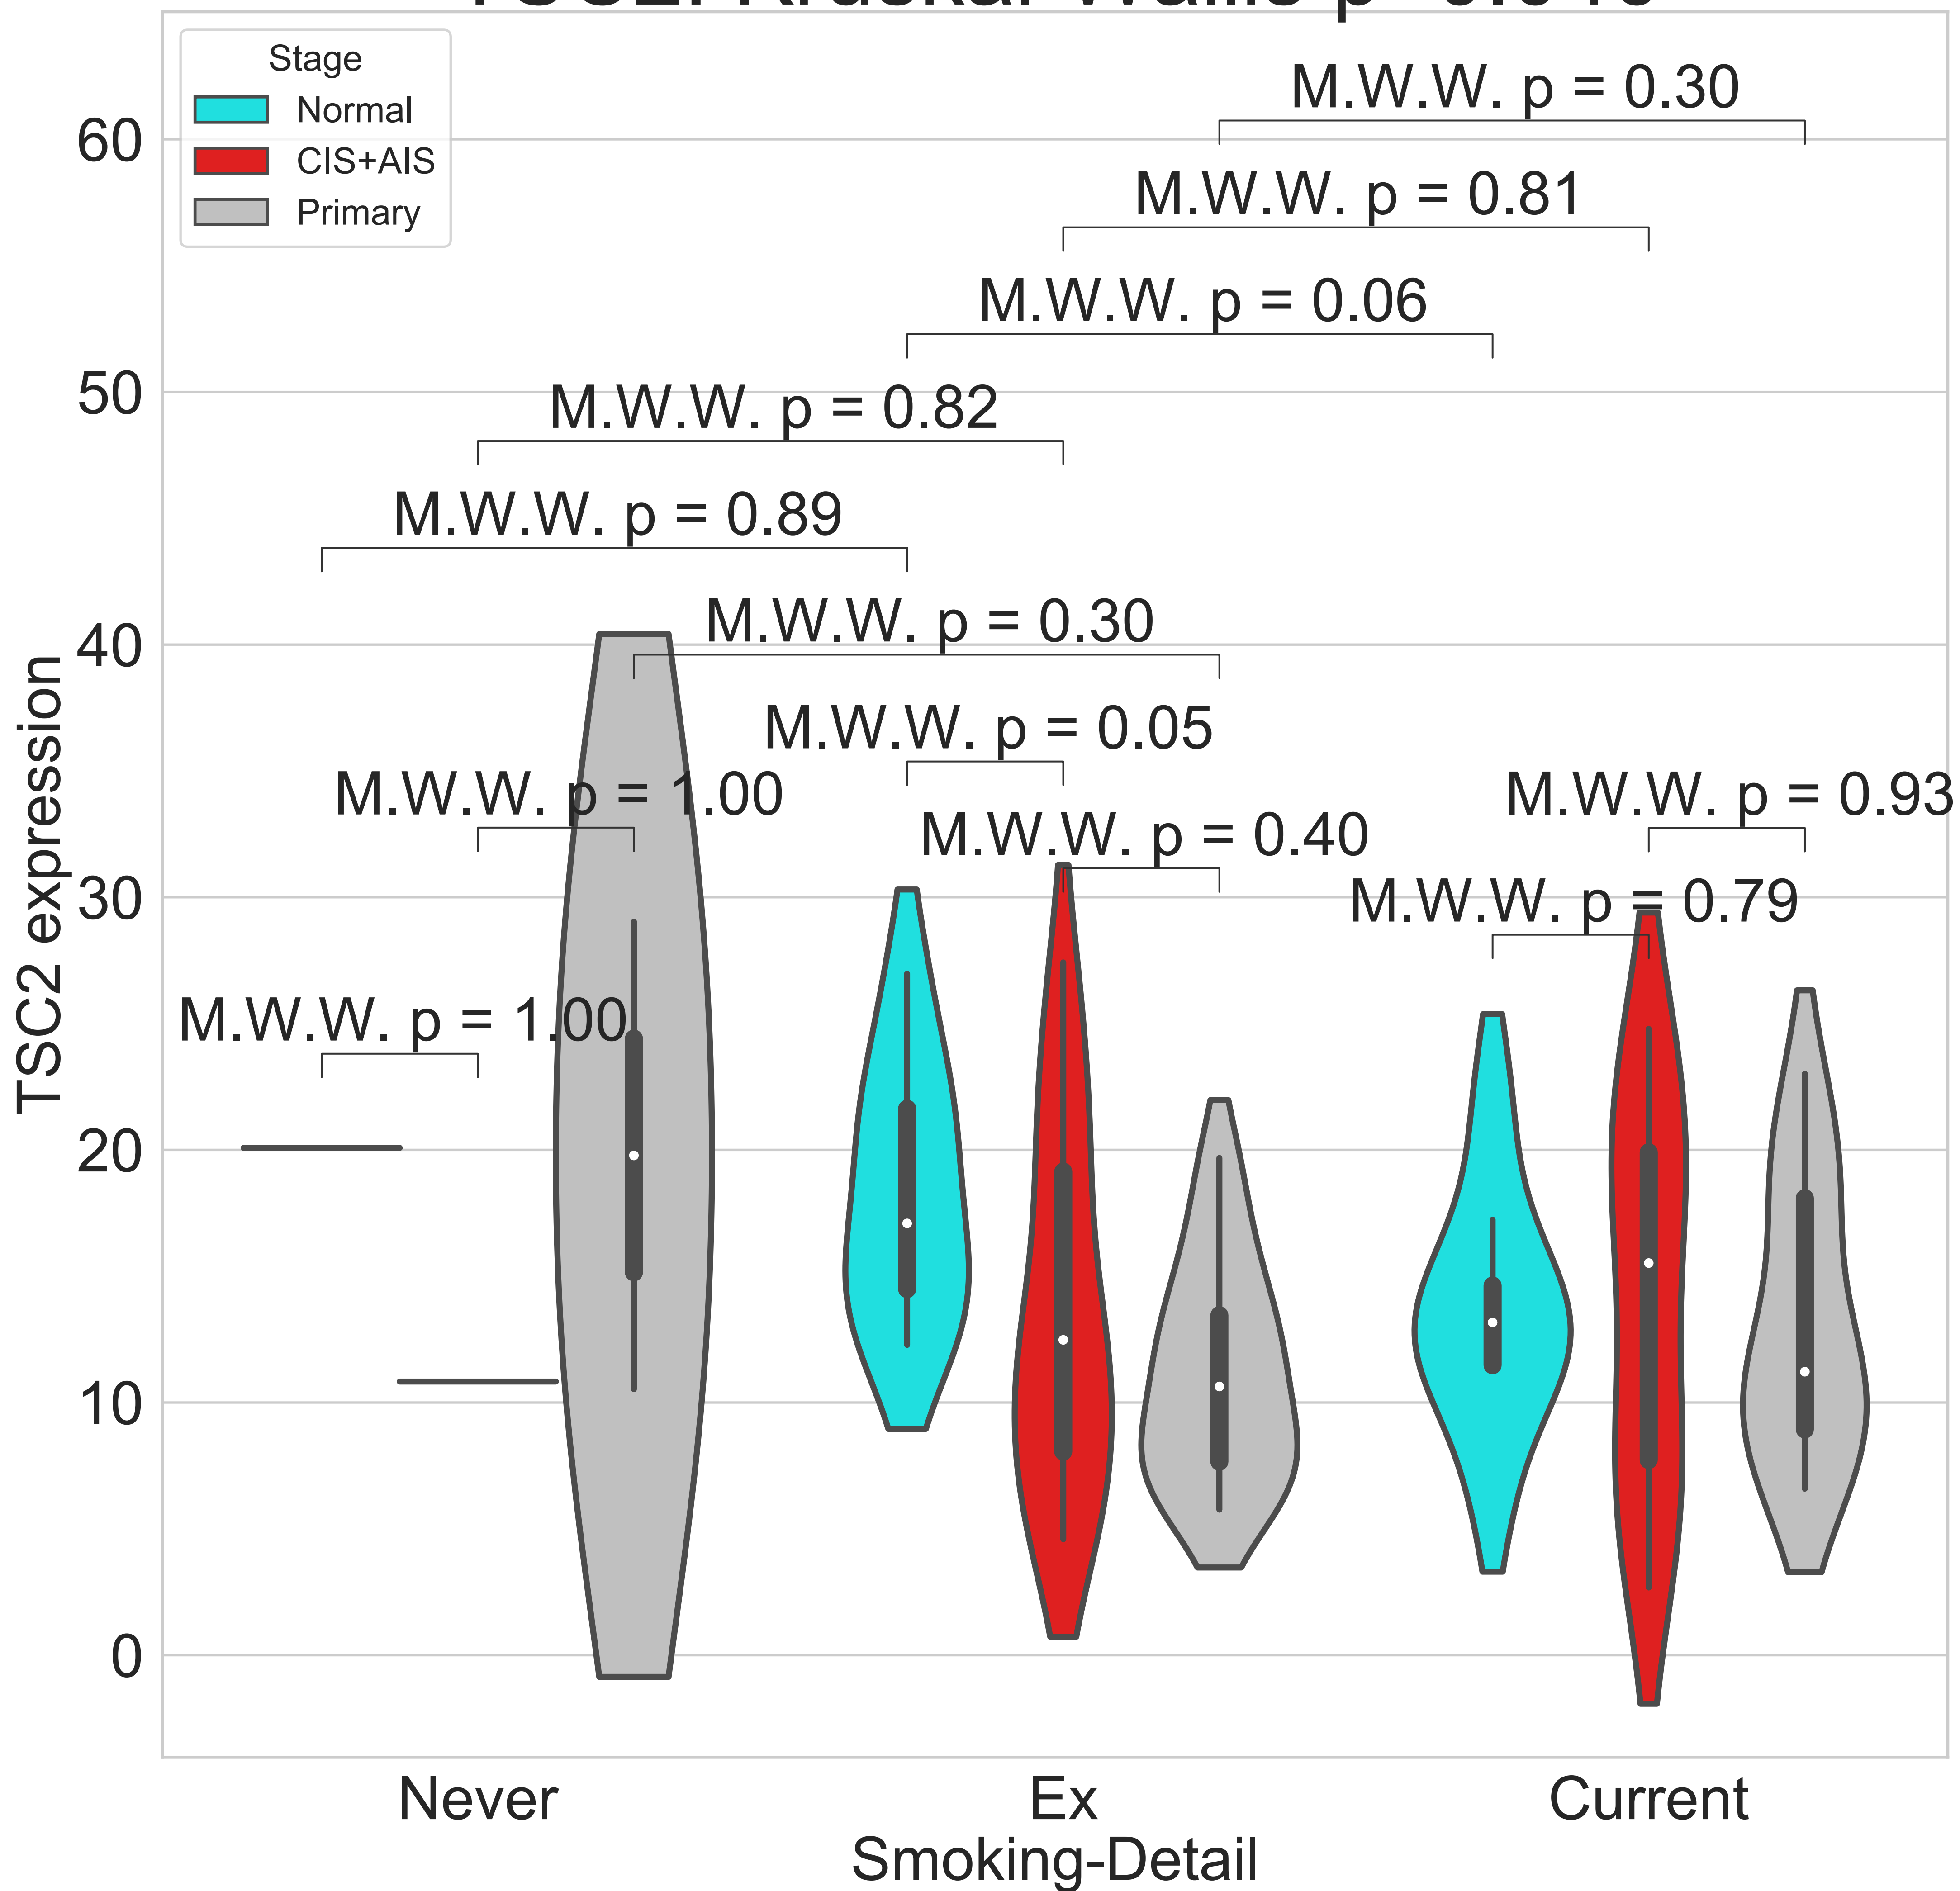 Stage
Normal
CIS+AIS
Primary
M.W.W. p = 0.30
M.W.W. p = 0.81
M.W.W. p = 0.06
M.W.W. p = 0.82
M.W.W. p = 0.89
M.W.W. p = 0.30
M.W.W. p = 0.05
M.W.W. p = 1.00
M.W.W. p = 0.93
M.W.W. p = 0.40
M.W.W. p = 0.79
M.W.W. p = 1.00
60
50
40
30
20
10
0
TSC2 expression
Never
Ex
Current
Smoking-Detail